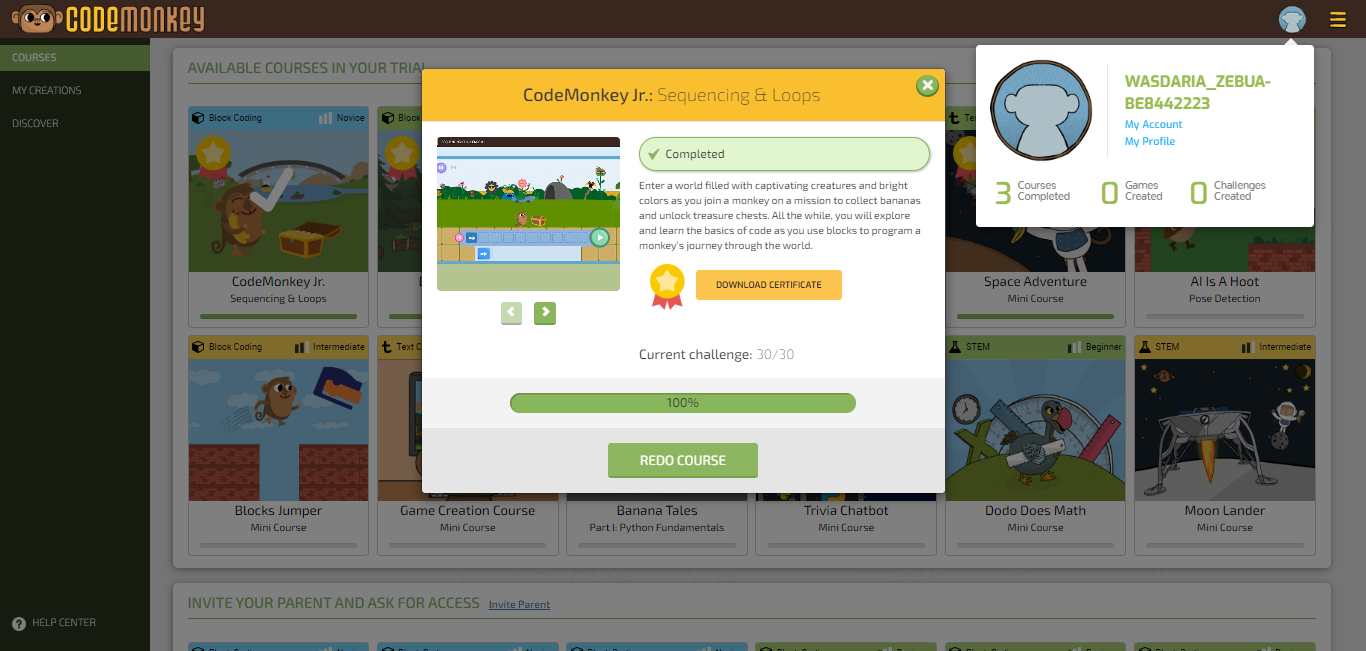 CODEMONKEY
COURSES
MY CREATIONS
DISCOVER
HELP CENTER
AVAILABLE COURSES IN YOUR TRIAL
WASDARIA_ZEBUA-
BE8442223
My Account
My Profile
3 Courses Completed
0 Games Created
0 Challenges Created
CodeMonkey Jr.: Sequencing & Loops
Completed
Enter a world filled with captivating creatures and bright
colors as you join a monkey on a mission to collect bananas
and unlock treasure chests. All the while, you will explore
and learn the basics of code as you use blocks to program a
monkey's journey through the world.
DOWNLOAD CERTIFICATE
Current challenge: 30/30
100%
REDO COURSE
Block Coding Novice
CodeMonkey Jr.
Sequencing & Loops
Block
Space Adventure
Mini Course
AI Is A Hoot
Pose Detection
Block Coding Intermediate
Blocks Jumper
Mini Course
Text
Game Creation Course
Mini Course
Banana Tales
Part I: Python Fundamentals
Trivia Chatbot
Mini Course
STEM Beginner
Dodo Does Math
Mini Course
STEM Intermediate
Moon Lander
Mini Course
INVITE YOUR PARENT AND ASK FOR ACCESS Invite Parent